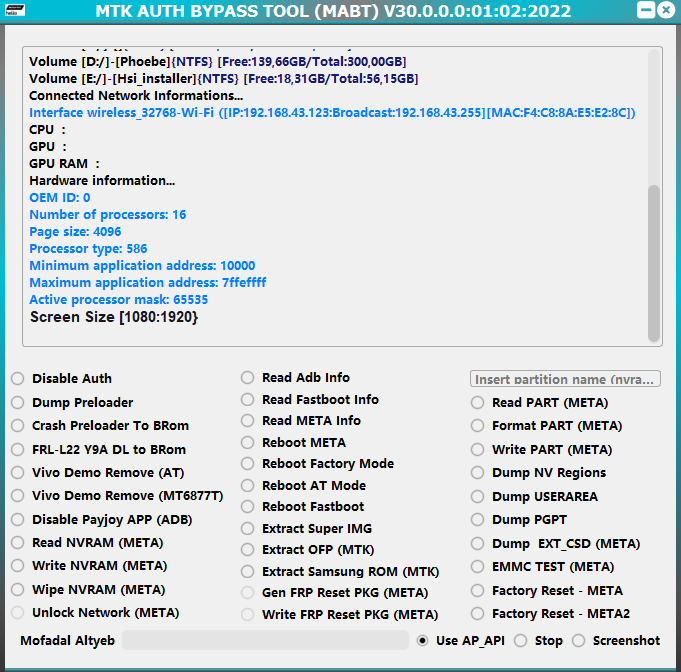 MTK AUTH BYPASS TOOL (MABT) V30.0.0.0:01:02:2022
Volume [D:/]-[Phoebe]{NTFS} [Free:139,66GB/Total:300,00GB]
Volume [E:/]-[Hsi_installer]{NTFS} [Free:18,31GB/Total:56,15GB]
Connected Network Informations...
Interface wireless_32768-Wi-Fi ([IP:192.168.43.123:Broadcast:192.168.43.255][MAC:F4:C8:8A:E5:E2:8C])
CPU :
GPU :
GPU RAM :
Hardware information...
OEM ID: 0
Number of processors: 16
Page size: 4096
Processor type: 586
Minimum application address: 10000
Maximum application address: 7ffeffff
Active processor mask: 65535
Screen Size [1080:1920}
Disable Auth
Dump Preloader
Crash Preloader To BRom
FRL-L22 Y9A DL to BRom
Vivo Demo Remove (AT)
Vivo Demo Remove (MT6877T)
Disable Payjoy APP (ADB)
Read NVRAM (META)
Write NVRAM (META)
Wipe NVRAM (META)
Unlock Network (META)
Read Adb Info
Read Fastboot Info
Read META Info
Reboot META
Reboot Factory Mode
Reboot AT Mode
Reboot Fastboot
Extract Super IMG
Extract OFP (MTK)
Extract Samsung ROM (MTK)
Gen FRP Reset PKG (META)
Write FRP Reset PKG (META)
Insert partition name (nvra...
Read PART (META)
Format PART (META)
Write PART (META)
Dump NV Regions
Dump USERAREA
Dump PGPT
Dump EXT_CSD (META)
EMMC TEST (META)
Factory Reset - META
Factory Reset - META2
Mofadal Altyeb
Use AP_API
Stop
Screenshot